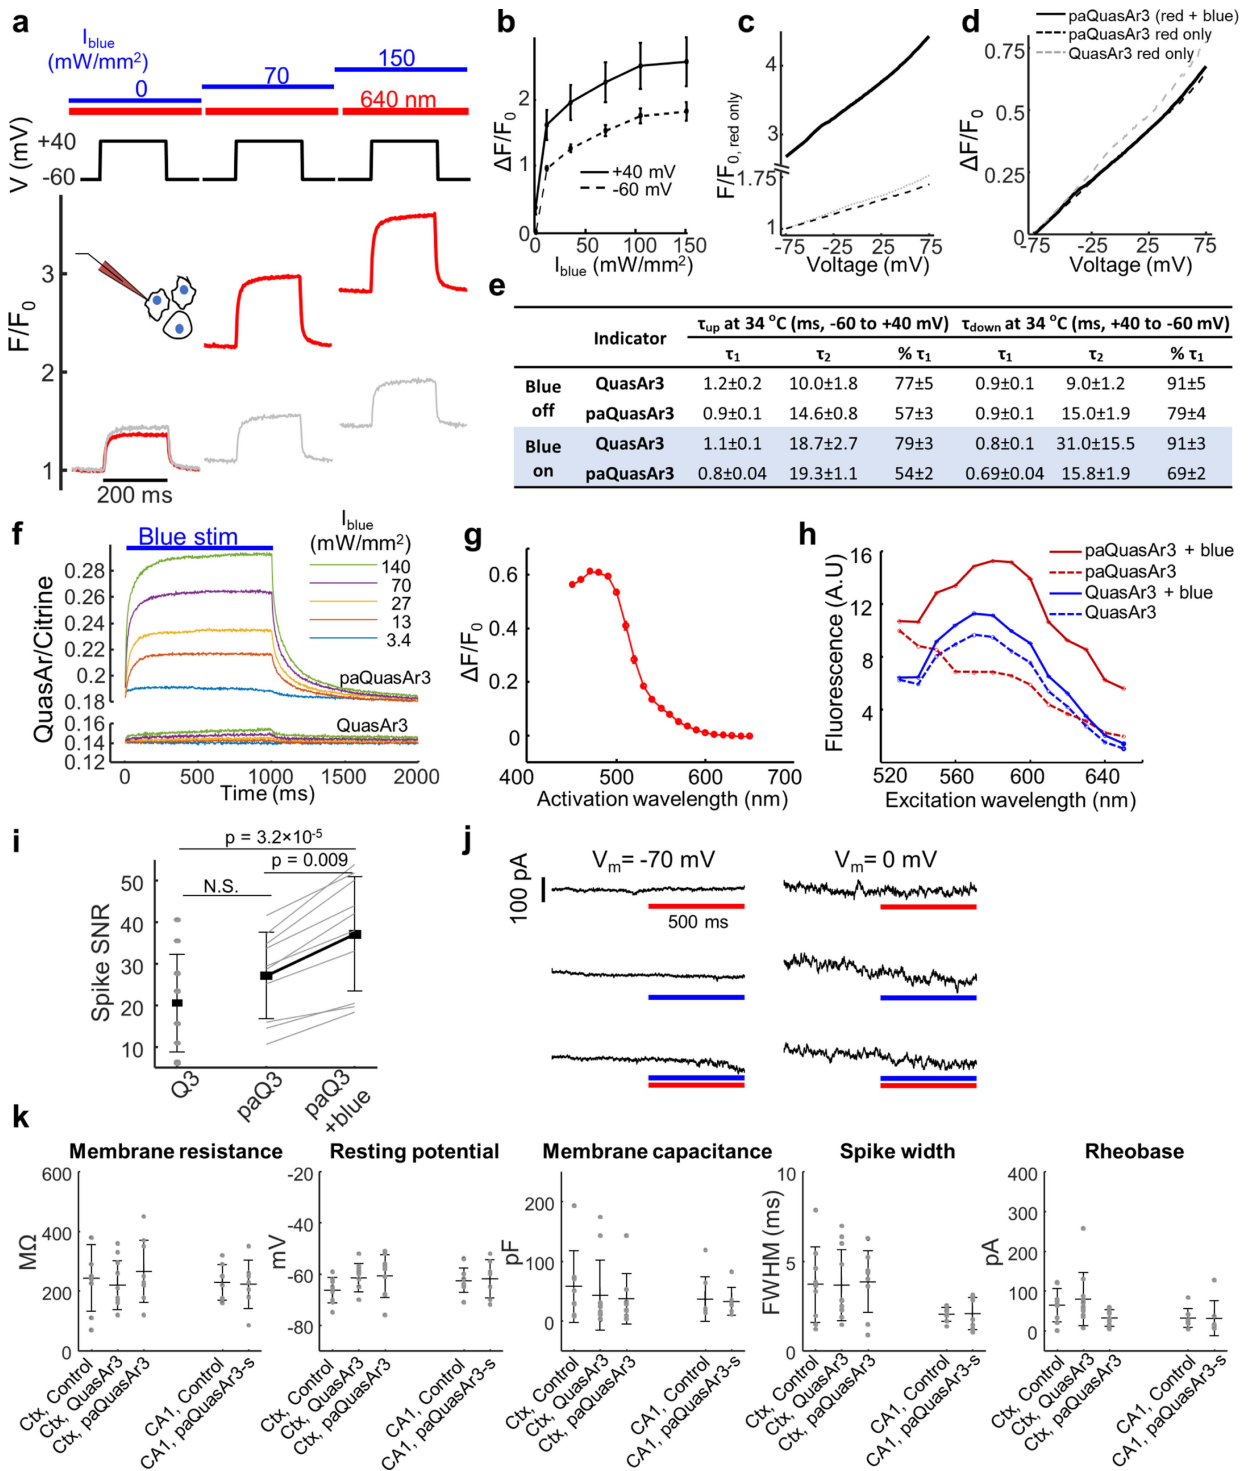 a
I blue
(mW/mm²)
0
70
150
640 nm
V (mV)
+40
-60
F/F₀
3
2
1
200 ms
b
ΔF/F₀
2
1
0
+40 mV
-60 mV
0 50 100 150
I blue (mW/mm²)
c
F/F₀, red only
4
3
1.75
1
-75 -25 25 75
Voltage (mV)
d
paQuasAr3 (red + blue)
paQuasAr3 red only
QuasAr3 red only
ΔF/F₀
0.75
0.5
0.25
0
-75 -25 25 75
Voltage (mV)
e
Indicator τup at 34 °C (ms, -60 to +40 mV) τdown at 34 °C (ms, +40 to -60 mV)
τ₁ τ₂ % τ₁ τ₁ τ₂ % τ₁
Blue off
QuasAr3 1.2±0.2 10.0±1.8 77±5 0.9±0.1 9.0±1.2 91±5
paQuasAr3 0.9±0.1 14.6±0.8 57±3 0.9±0.1 15.0±1.9 79±4
Blue on
QuasAr3 1.1±0.1 18.7±2.7 79±3 0.8±0.1 31.0±15.5 91±3
paQuasAr3 0.8±0.04 19.3±1.1 54±2 0.69±0.04 15.8±1.9 69±2
f
Blue stim
I blue
(mW/mm²)
140
70
27
13
3.4
QuasAr/Citrine
0.28
0.26
0.24
0.22
0.2
0.18
0.16
0.14
0.12
paQuasAr3
QuasAr3
0 500 1000 1500 2000
Time (ms)
g
ΔF/F₀
0.6
0.4
0.2
0
400 500 600 700
Activation wavelength (nm)
h
paQuasAr3 + blue
paQuasAr3
QuasAr3 + blue
QuasAr3
Fluorescence (A.U)
16
12
8
4
520 560 600 640
Excitation wavelength (nm)
i
p = 3.2×10⁻⁵
p = 0.009
N.S.
Spike SNR
50
40
30
20
10
Q3
paQ3
paQ3
+blue
j
Vm= -70 mV
Vm= 0 mV
100 pA
500 ms
k
Membrane resistance
MΩ
600
400
200
0
Ctx, Control
Ctx, QuasAr3
Ctx, paQuasAr3
CA1, Control
CA1, paQuasAr3-s
Resting potential
mV
-20
-40
-60
-80
Ctx, Control
Ctx, QuasAr3
Ctx, paQuasAr3
CA1, Control
CA1, paQuasAr3-s
Membrane capacitance
pF
200
100
0
Ctx, Control
Ctx, QuasAr3
Ctx, paQuasAr3
CA1, Control
CA1, paQuasAr3-s
Spike width
FWHM (ms)
10
5
0
Ctx, Control
Ctx, QuasAr3
Ctx, paQuasAr3
CA1, Control
CA1, paQuasAr3-s
Rheobase
pA
400
300
200
100
0
Ctx, Control
Ctx, QuasAr3
Ctx, paQuasAr3
CA1, Control
CA1, paQuasAr3-s